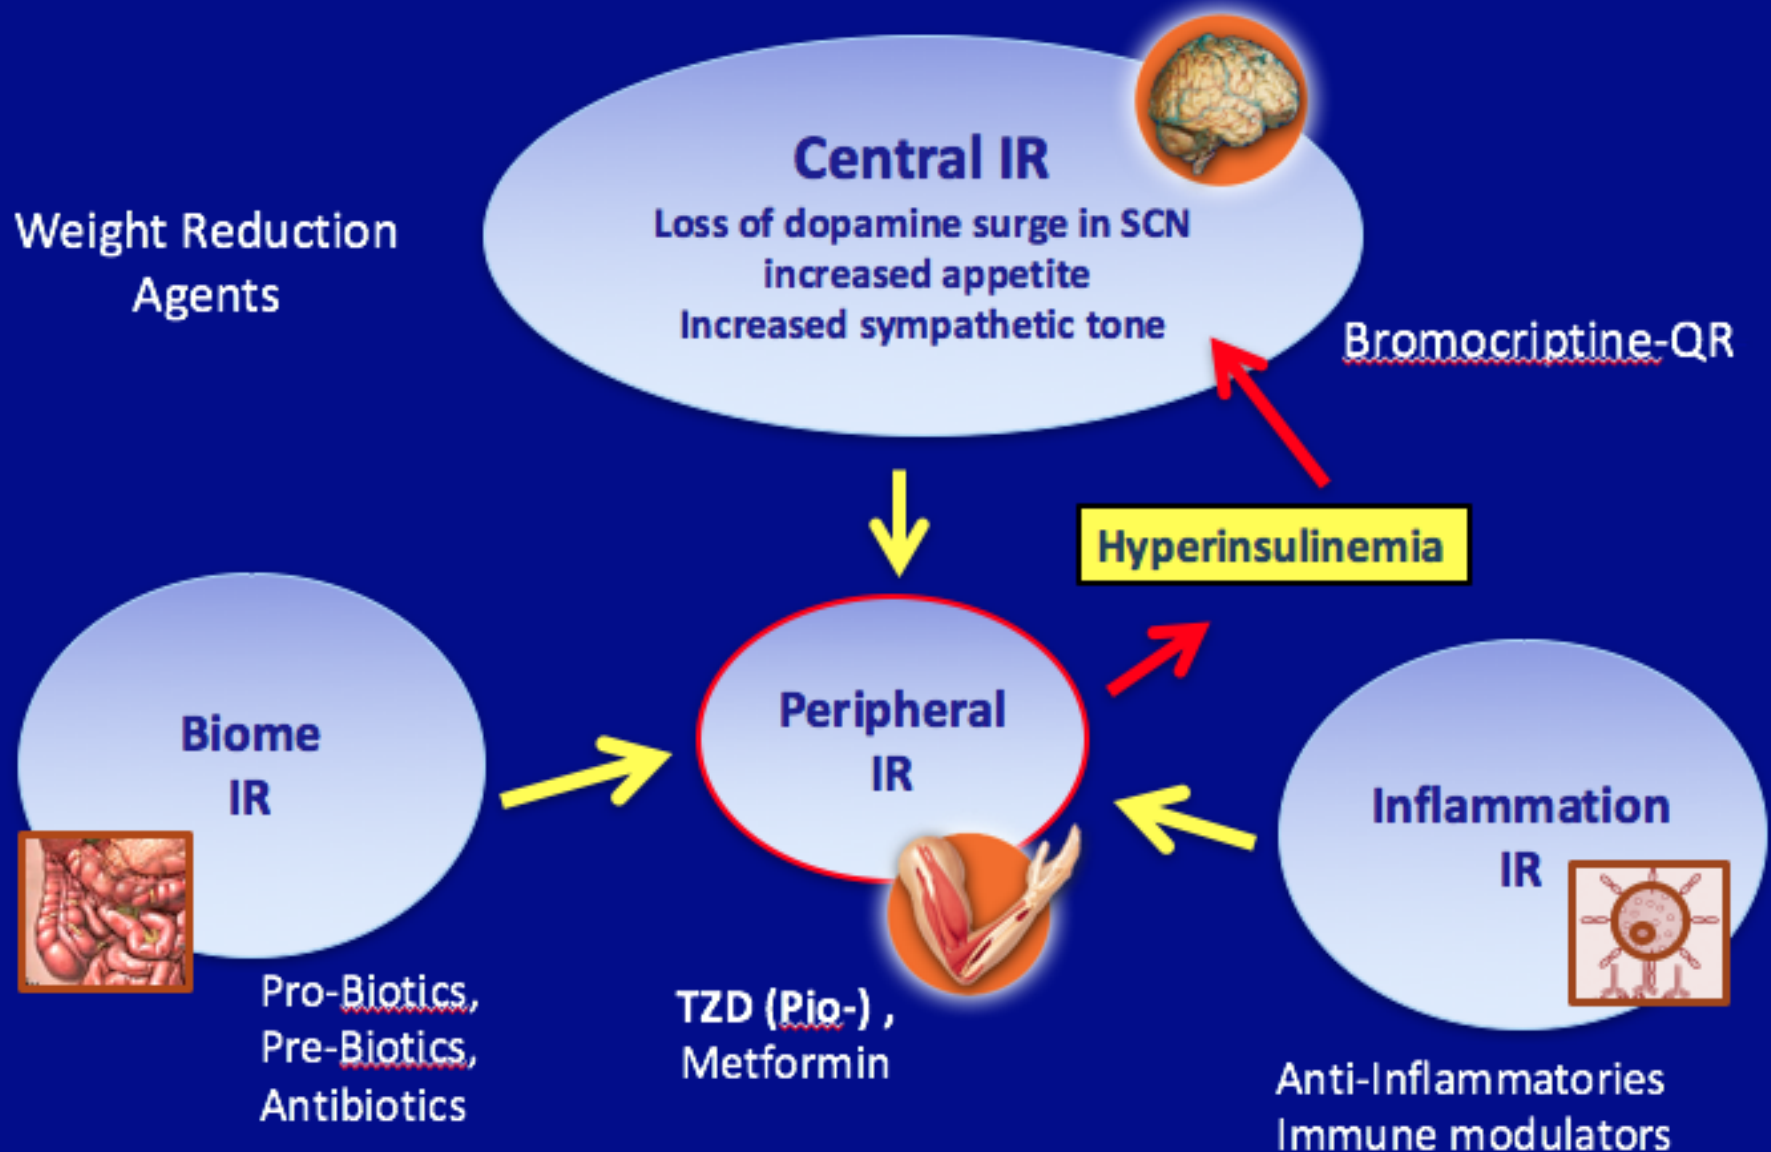 Central IR
Loss of dopamine surge in SCN
increased appetite
Increased sympathetic tone
Weight Reduction
Agents
Bromocriptine-QR
Hyperinsulinemia
Biome
IR
Peripheral
IR
Inflammation
IR
Pro-Biotics,
Pre-Biotics,
Antibiotics
TZD (Pio-) ,
Metformin
Anti-Inflammatories
Immune modulators